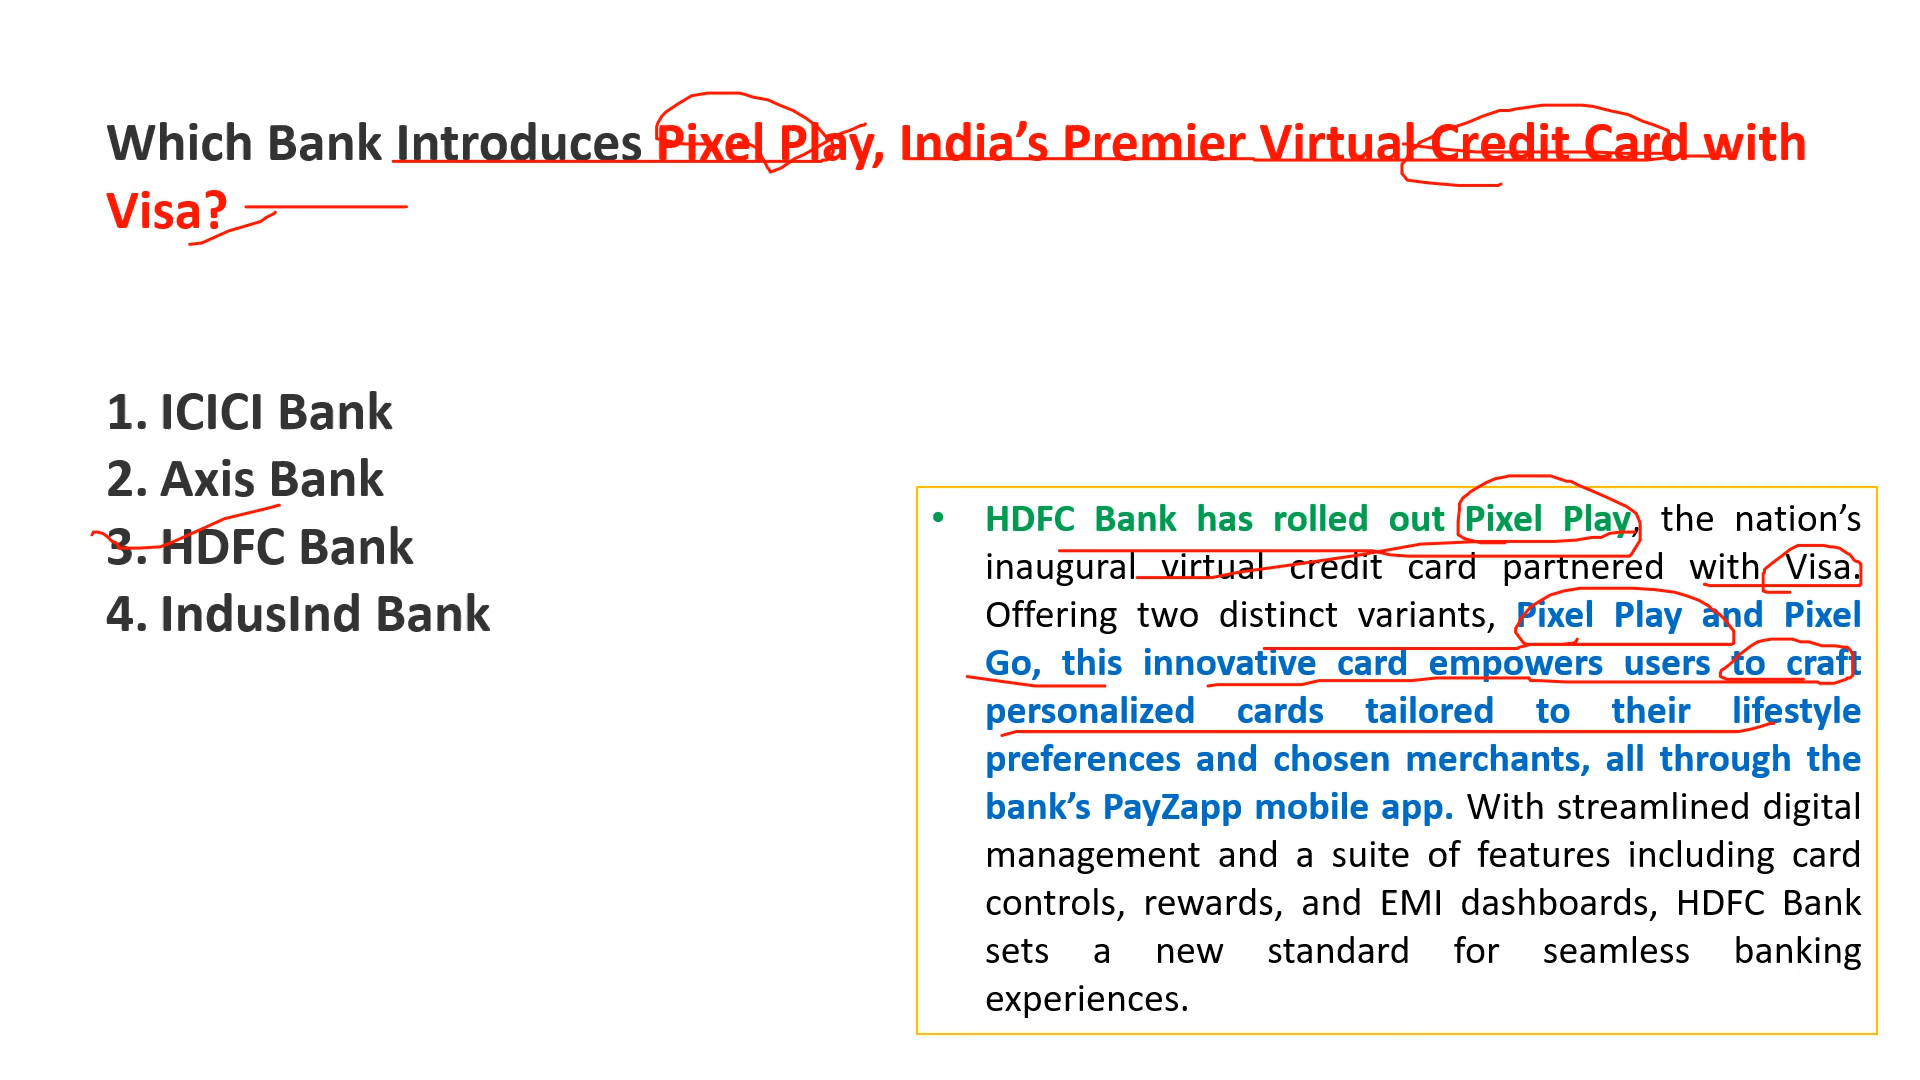 Which Bank Introduces Pixel Play, India’s Premier Virtual Credit Card with
Visa?
1. ICICI Bank
2. Axis Bank
3. HDFC Bank
4. IndusInd Bank
• HDFC Bank has rolled out Pixel Play, the nation’s
inaugural virtual credit card partnered with Visa.
Offering two distinct variants, Pixel Play and Pixel
Go, this innovative card empowers users to craft
personalized cards tailored to their lifestyle
preferences and chosen merchants, all through the
bank’s PayZapp mobile app. With streamlined digital
management and a suite of features including card
controls, rewards, and EMI dashboards, HDFC Bank
sets a new standard for seamless banking
experiences.